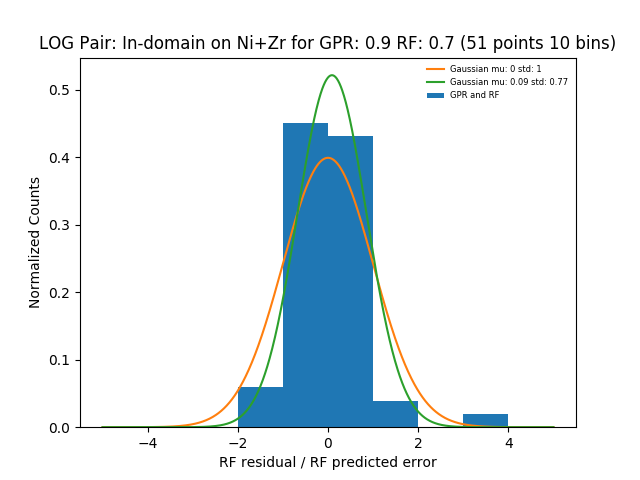 LOG Pair: In-domain on Ni+Zr for GPR: 0.9 RF: 0.7 (51 points 10 bins)
Gaussian mu: 0 std: 1
Gaussian mu: 0.09 std: 0.77
GPR and RF
Normalized Counts
0.5
0.4
0.3
0.2
0.1
0.0
−4 −2 0 2 4
RF residual / RF predicted error